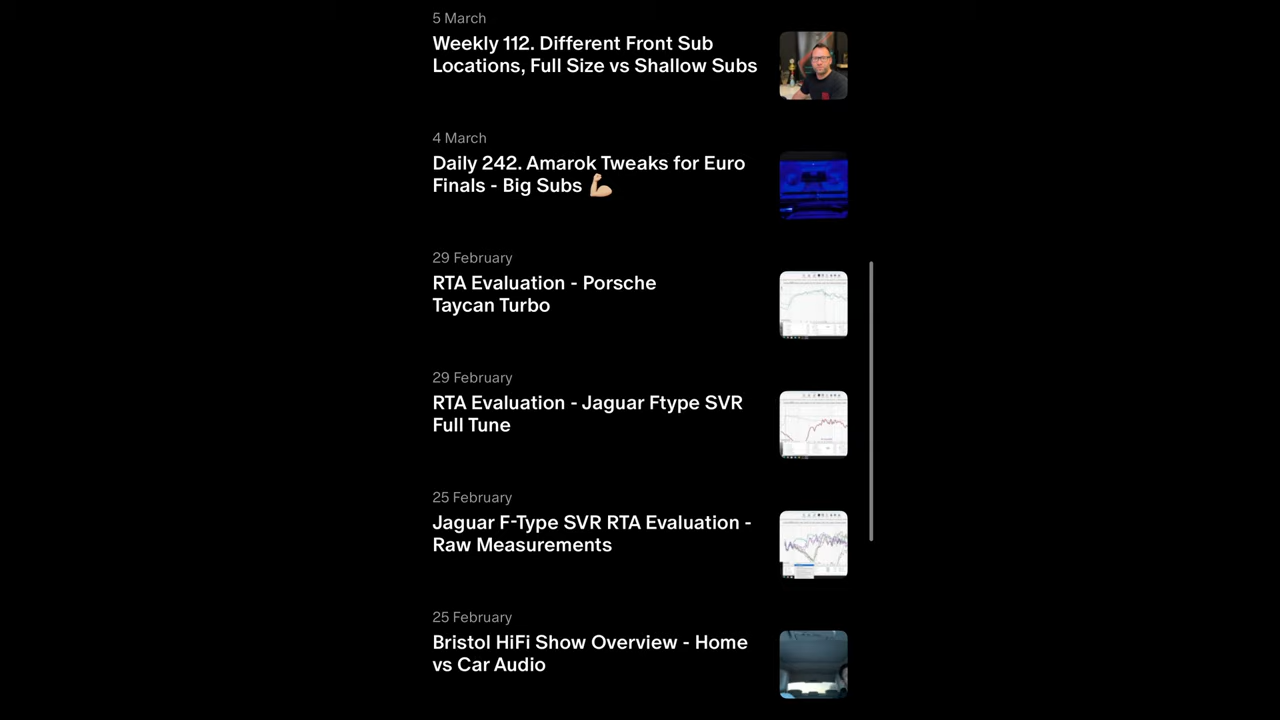 5 March
Weekly 112. Different Front Sub
Locations, Full Size vs Shallow Subs
4 March
Daily 242. Amarok Tweaks for Euro
Finals - Big Subs 💪🏼
29 February
RTA Evaluation - Porsche
Taycan Turbo
29 February
RTA Evaluation - Jaguar Ftype SVR
Full Tune
25 February
Jaguar F-Type SVR RTA Evaluation -
Raw Measurements
25 February
Bristol HiFi Show Overview - Home
vs Car Audio